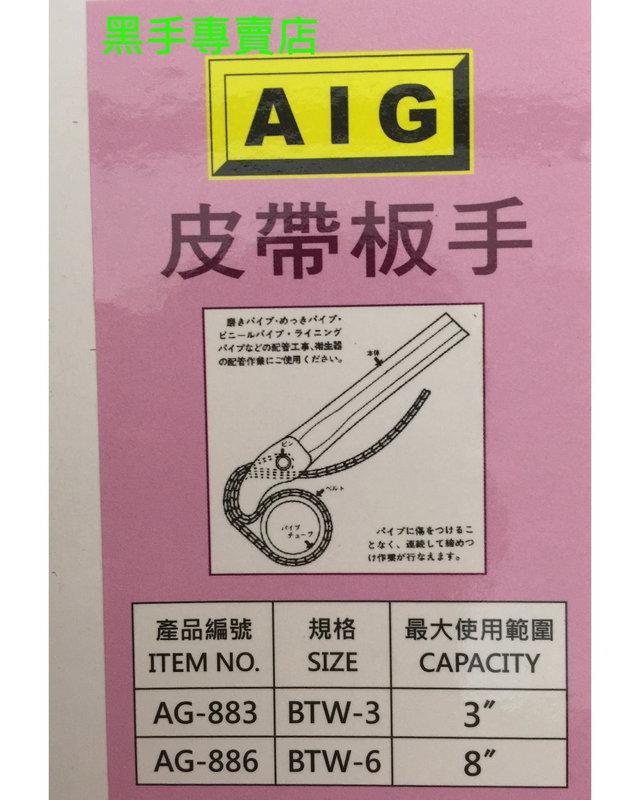 黑手專賣店
AIG
皮帶板手
磨きパイプ・めっきパイプ・
ビニールパイプ・ライニング
パイプなどの配管工事、衛生器
の配管作業にご使用ください。
本体
ピン
ベルト
パイプ
チューブ
パイプに傷をつけるこ
となく、連続して締めつ
け作業が行なえます。
產品編號 規格 最大使用範圍
ITEM NO. SIZE CAPACITY
AG-883 BTW-3 3″
AG-886 BTW-6 8″